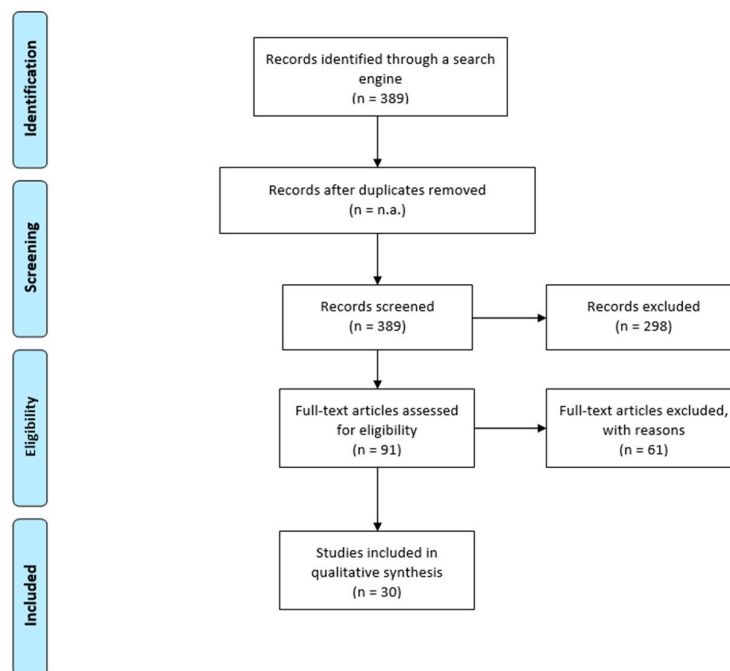 Identification
Records identified through a search
engine
(n = 389)
Records after duplicates removed
(n = n.a.)
Screening
Records screened
(n = 389)
Records excluded
(n = 298)
Eligibility
Full-text articles assessed
for eligibility
(n = 91)
Full-text articles excluded,
with reasons
(n = 61)
Included
Studies included in
qualitative synthesis
(n = 30)